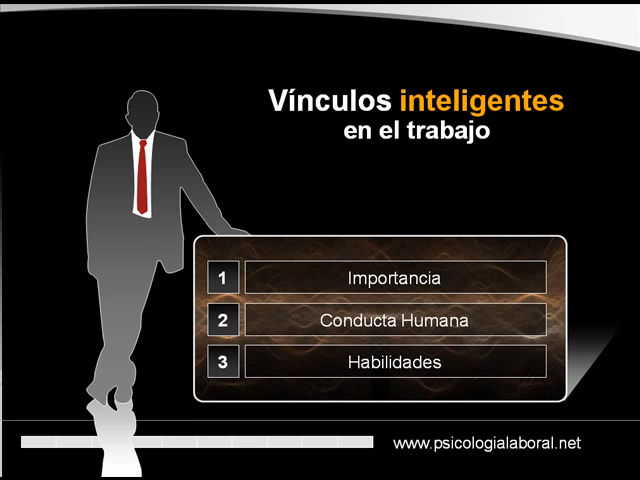 Vínculos inteligentes
en el trabajo
1 Importancia
2 Conducta Humana
3 Habilidades
www.psicologialaboral.net